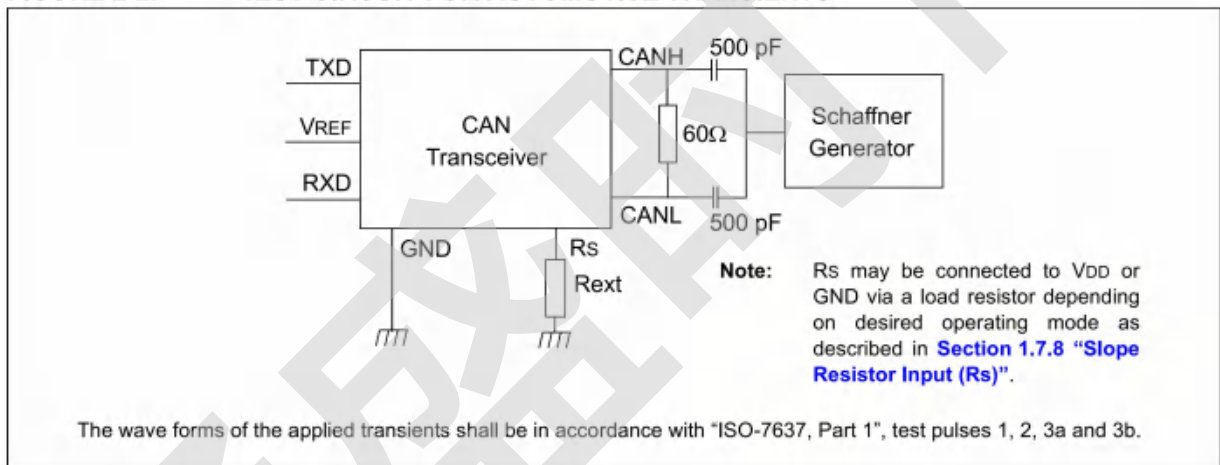 TXD
VREF
RXD
CAN
Transceiver
CANH
500 pF
60Ω
CANL
500 pF
Schaffner
Generator
GND
Rs
Rext
Note: Rs may be connected to VDD or
GND via a load resistor depending
on desired operating mode as
described in Section 1.7.8 “Slope
Resistor Input (Rs)”.
The wave forms of the applied transients shall be in accordance with “ISO-7637, Part 1”, test pulses 1, 2, 3a and 3b.